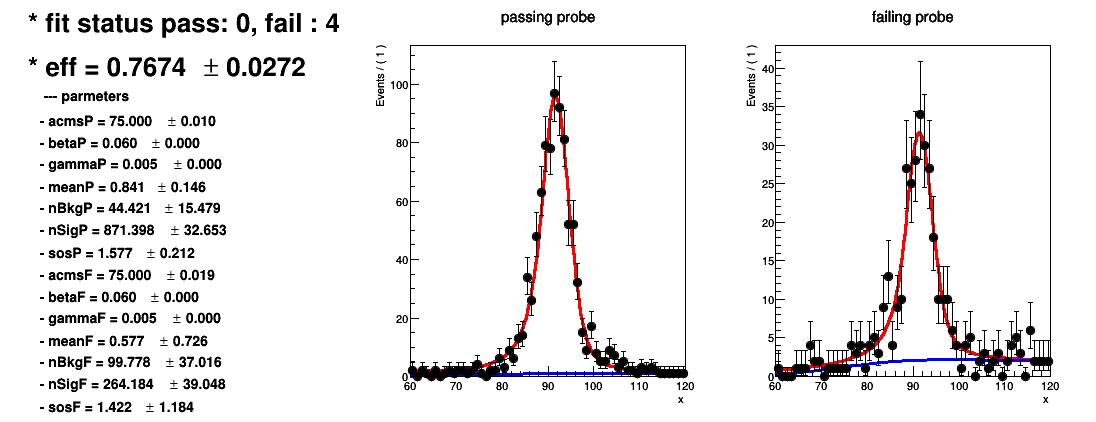 * fit status pass: 0, fail : 4
* eff = 0.7674 ± 0.0272
--- parmeters
- acmsP = 75.000 ± 0.010
- betaP = 0.060 ± 0.000
- gammaP = 0.005 ± 0.000
- meanP = 0.841 ± 0.146
- nBkgP = 44.421 ± 15.479
- nSigP = 871.398 ± 32.653
- sosP = 1.577 ± 0.212
- acmsF = 75.000 ± 0.019
- betaF = 0.060 ± 0.000
- gammaF = 0.005 ± 0.000
- meanF = 0.577 ± 0.726
- nBkgF = 99.778 ± 37.016
- nSigF = 264.184 ± 39.048
- sosF = 1.422 ± 1.184
passing probe
Events / ( 1 )
100
80
60
40
20
0
60 70 80 90 100 110 120
x
failing probe
Events / ( 1 )
40
35
30
25
20
15
10
5
0
60 70 80 90 100 110 120
x